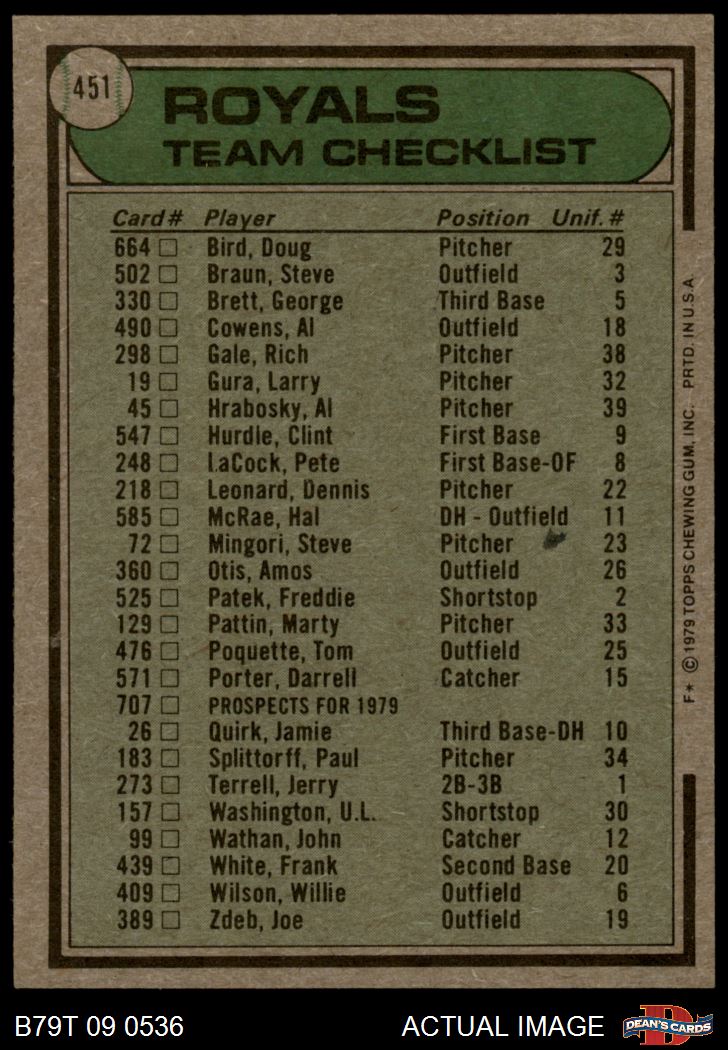 451
ROYALS
TEAM CHECKLIST
Card # Player Position Unif. #
664 Bird, Doug Pitcher 29
502 Braun, Steve Outfield 3
330 Brett, George Third Base 5
490 Cowens, Al Outfield 18
298 Gale, Rich Pitcher 38
19 Gura, Larry Pitcher 32
45 Hrabosky, Al Pitcher 39
547 Hurdle, Clint First Base 9
248 LaCock, Pete First Base-OF 8
218 Leonard, Dennis Pitcher 22
585 McRae, Hal DH - Outfield 11
72 Mingori, Steve Pitcher 23
360 Otis, Amos Outfield 26
525 Patek, Freddie Shortstop 2
129 Pattin, Marty Pitcher 33
476 Poquette, Tom Outfield 25
571 Porter, Darrell Catcher 15
707 PROSPECTS FOR 1979
26 Quirk, Jamie Third Base-DH 10
183 Splittorff, Paul Pitcher 34
273 Terrell, Jerry 2B-3B 1
157 Washington, U.L. Shortstop 30
99 Wathan, John Catcher 12
439 White, Frank Second Base 20
409 Wilson, Willie Outfield 6
389 Zdeb, Joe Outfield 19
F* © 1979 TOPPS CHEWING GUM, INC. PRTD. IN U.S.A.
B79T 09 0536 ACTUAL IMAGE
D
DEAN'S CARDS